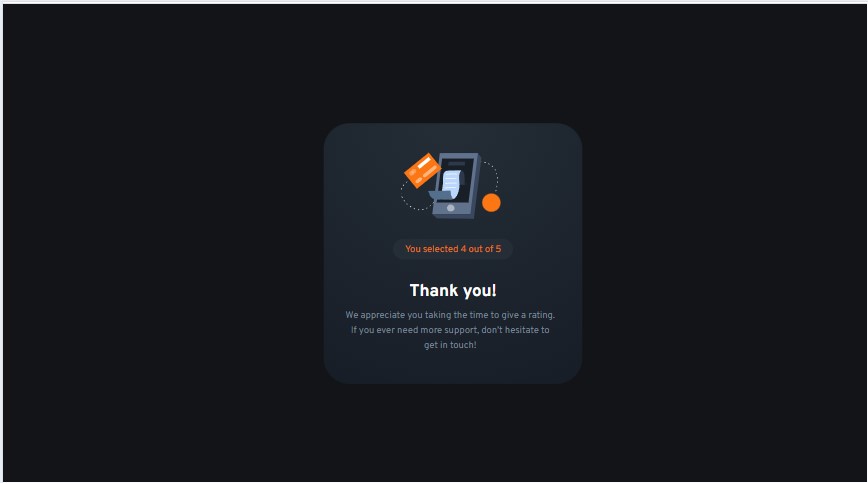 You selected 4 out of 5
Thank you!
We appreciate you taking the time to give a rating.
If you ever need more support, don't hesitate to
get in touch!